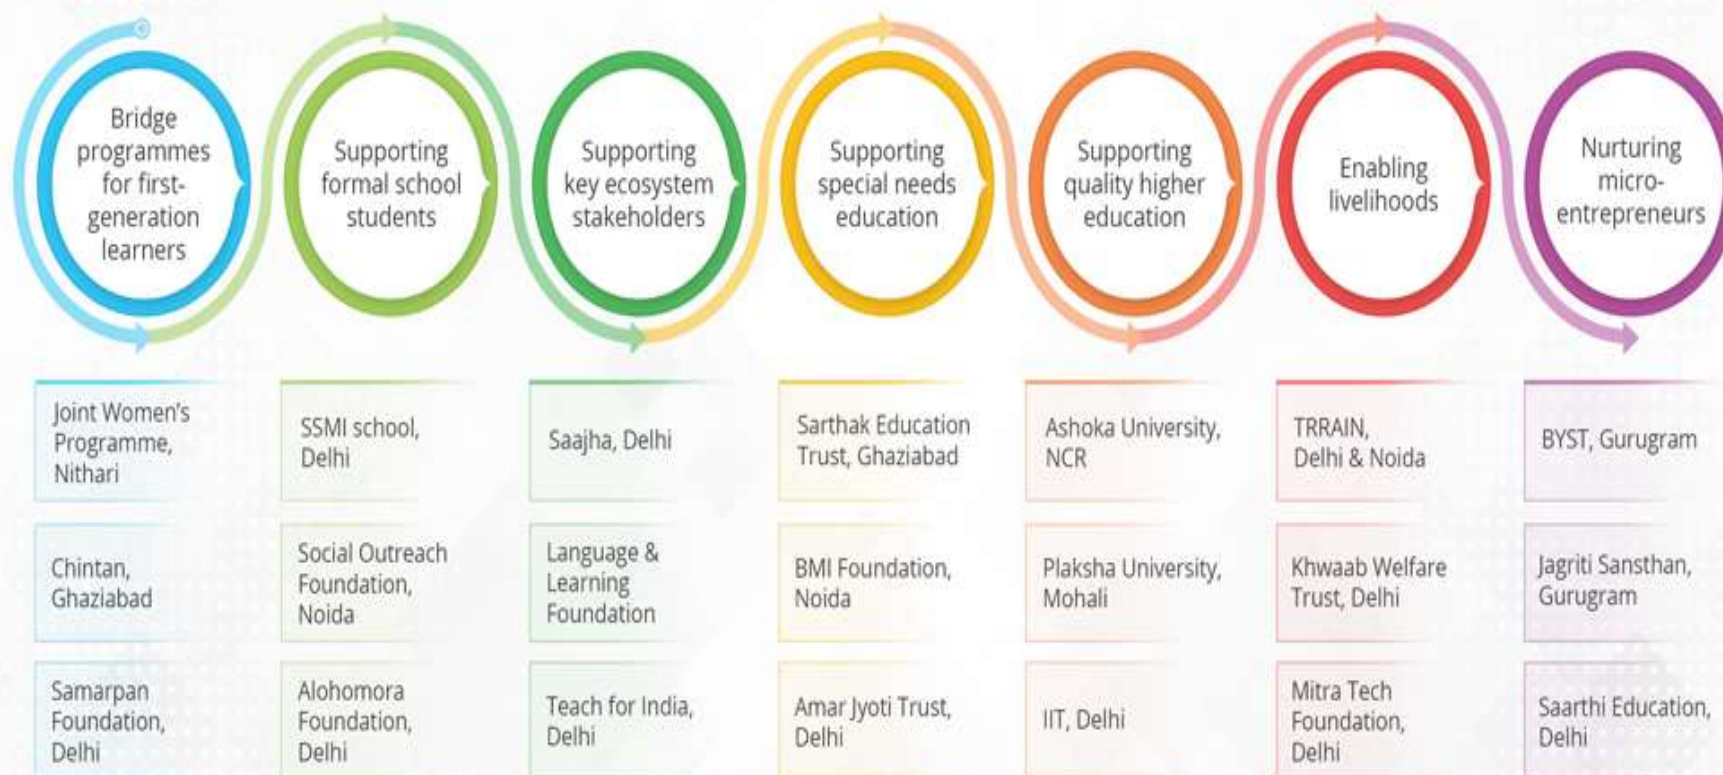 Bridge
programmes
for first-
generation
learners
Supporting
formal school
students
Supporting
key ecosystem
stakeholders
Supporting
special needs
education
Supporting
quality higher
education
Enabling
livelihoods
Nurturing
micro-
entrepreneurs
Joint Women's
Programme,
Nithari
SSMI school,
Delhi
Saajha, Delhi
Sarthak Education
Trust, Ghaziabad
Ashoka University,
NCR
TRRAIN,
Delhi & Noida
BYST, Gurugram
Chintan,
Ghaziabad
Social Outreach
Foundation,
Noida
Language &
Learning
Foundation
BMI Foundation,
Noida
Plaksha University,
Mohali
Khwaab Welfare
Trust, Delhi
Jagriti Sansthan,
Gurugram
Samarpan
Foundation,
Delhi
Alohomora
Foundation,
Delhi
Teach for India,
Delhi
Amar Jyoti Trust,
Delhi
IIT, Delhi
Mitra Tech
Foundation,
Delhi
Saarthi Education,
Delhi